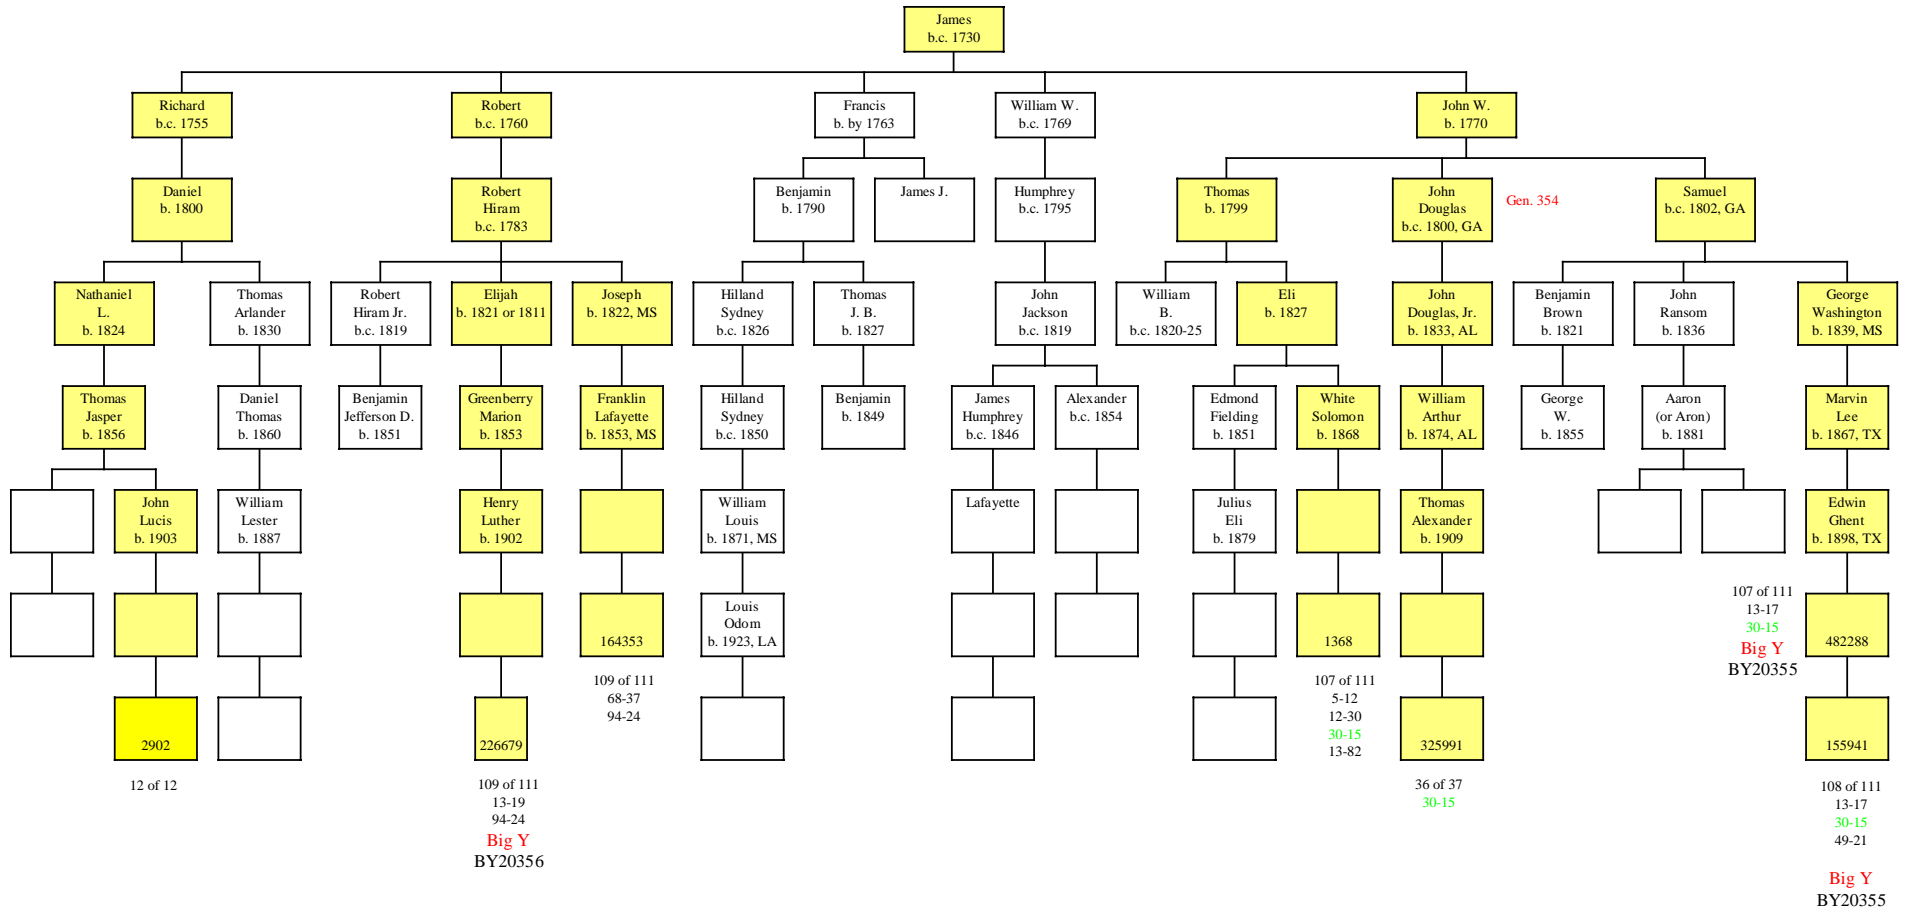 James
b.c. 1730
Richard
b.c. 1755
Robert
b.c. 1760
Francis
b. by 1763
William W.
b.c. 1769
John W.
b. 1770
Daniel
b. 1800
Robert
Hiram
b.c. 1783
Benjamin
b. 1790
James J.
Humphrey
b.c. 1795
Thomas
b. 1799
John
Douglas
b.c. 1800, GA
Gen. 354
Samuel
b.c. 1802, GA
Nathaniel
L.
b. 1824
Thomas
Arlander
b. 1830
Robert
Hiram Jr.
b.c. 1819
Elijah
b. 1821 or 1811
Joseph
b. 1822, MS
Hilland
Sydney
b.c. 1826
Thomas
J. B.
b. 1827
John
Jackson
b.c. 1819
William
B.
b.c. 1820-25
Eli
b. 1827
John
Douglas, Jr.
b. 1833, AL
Benjamin
Brown
b. 1821
John
Ransom
b. 1836
George
Washington
b. 1839, MS
Thomas
Jasper
b. 1856
Daniel
Thomas
b. 1860
Benjamin
Jefferson D.
b. 1851
Greenberry
Marion
b. 1853
Franklin
Lafayette
b. 1853, MS
Hilland
Sydney
b.c. 1850
Benjamin
b. 1849
James
Humphrey
b.c. 1846
Alexander
b.c. 1854
Edmond
Fielding
b. 1851
White
Solomon
b. 1868
William
Arthur
b. 1874, AL
George
W.
b. 1855
Aaron
(or Aron)
b. 1881
Marvin
Lee
b. 1867, TX
John
Lucis
b. 1903
William
Lester
b. 1887
Henry
Luther
b. 1902
William
Louis
b. 1871, MS
Lafayette
Julius
Eli
b. 1879
Thomas
Alexander
b. 1909
Edwin
Ghent
b. 1898, TX
164353
Louis
Odom
b. 1923, LA
1368
107 of 111
13-17
30-15
Big Y
BY20355
482288
109 of 111
68-37
94-24
107 of 111
5-12
12-30
30-15
13-82
2902
226679
325991
155941
12 of 12
109 of 111
13-19
94-24
Big Y
BY20356
36 of 37
30-15
108 of 111
13-17
30-15
49-21
Big Y
BY20355